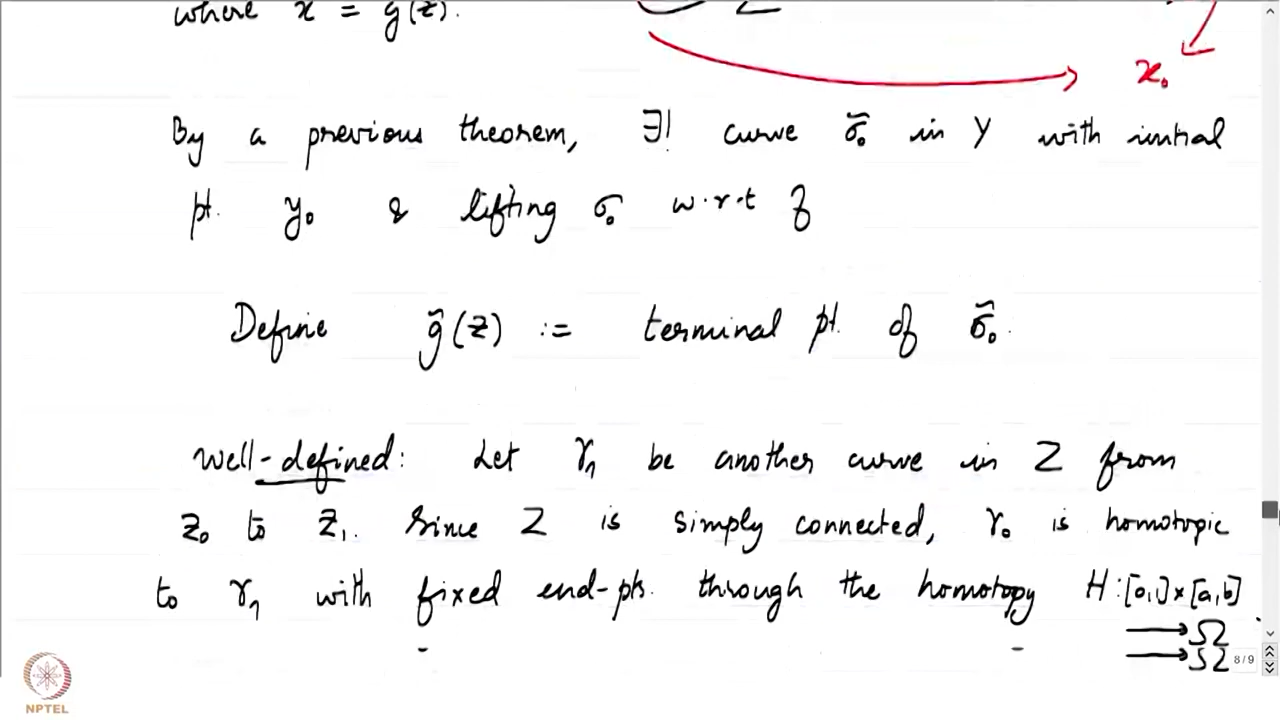 where x = g(z).
x₀
By a previous theorem, ∃! curve σ̃₀ in Y with initial
pt. y₀ & lifting σ₀ w.r.t f
Define g̃(z) := terminal pt. of σ̃₀.
Well-defined: Let γ₁ be another curve in Z from
z₀ to z₁. Since Z is simply connected, γ₀ is homotopic
to γ₁ with fixed end-pts. through the homotopy H : [0,1] × [a,b]
→ Ω
→ Ω
8/9
NPTEL